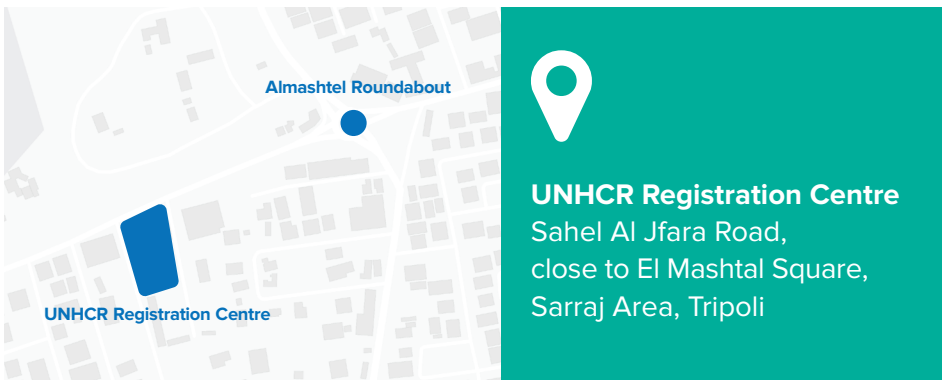 Almashtel Roundabout
UNHCR Registration Centre
UNHCR Registration Centre
Sahel Al Jfara Road,
close to El Mashtal Square,
Sarraj Area, Tripoli